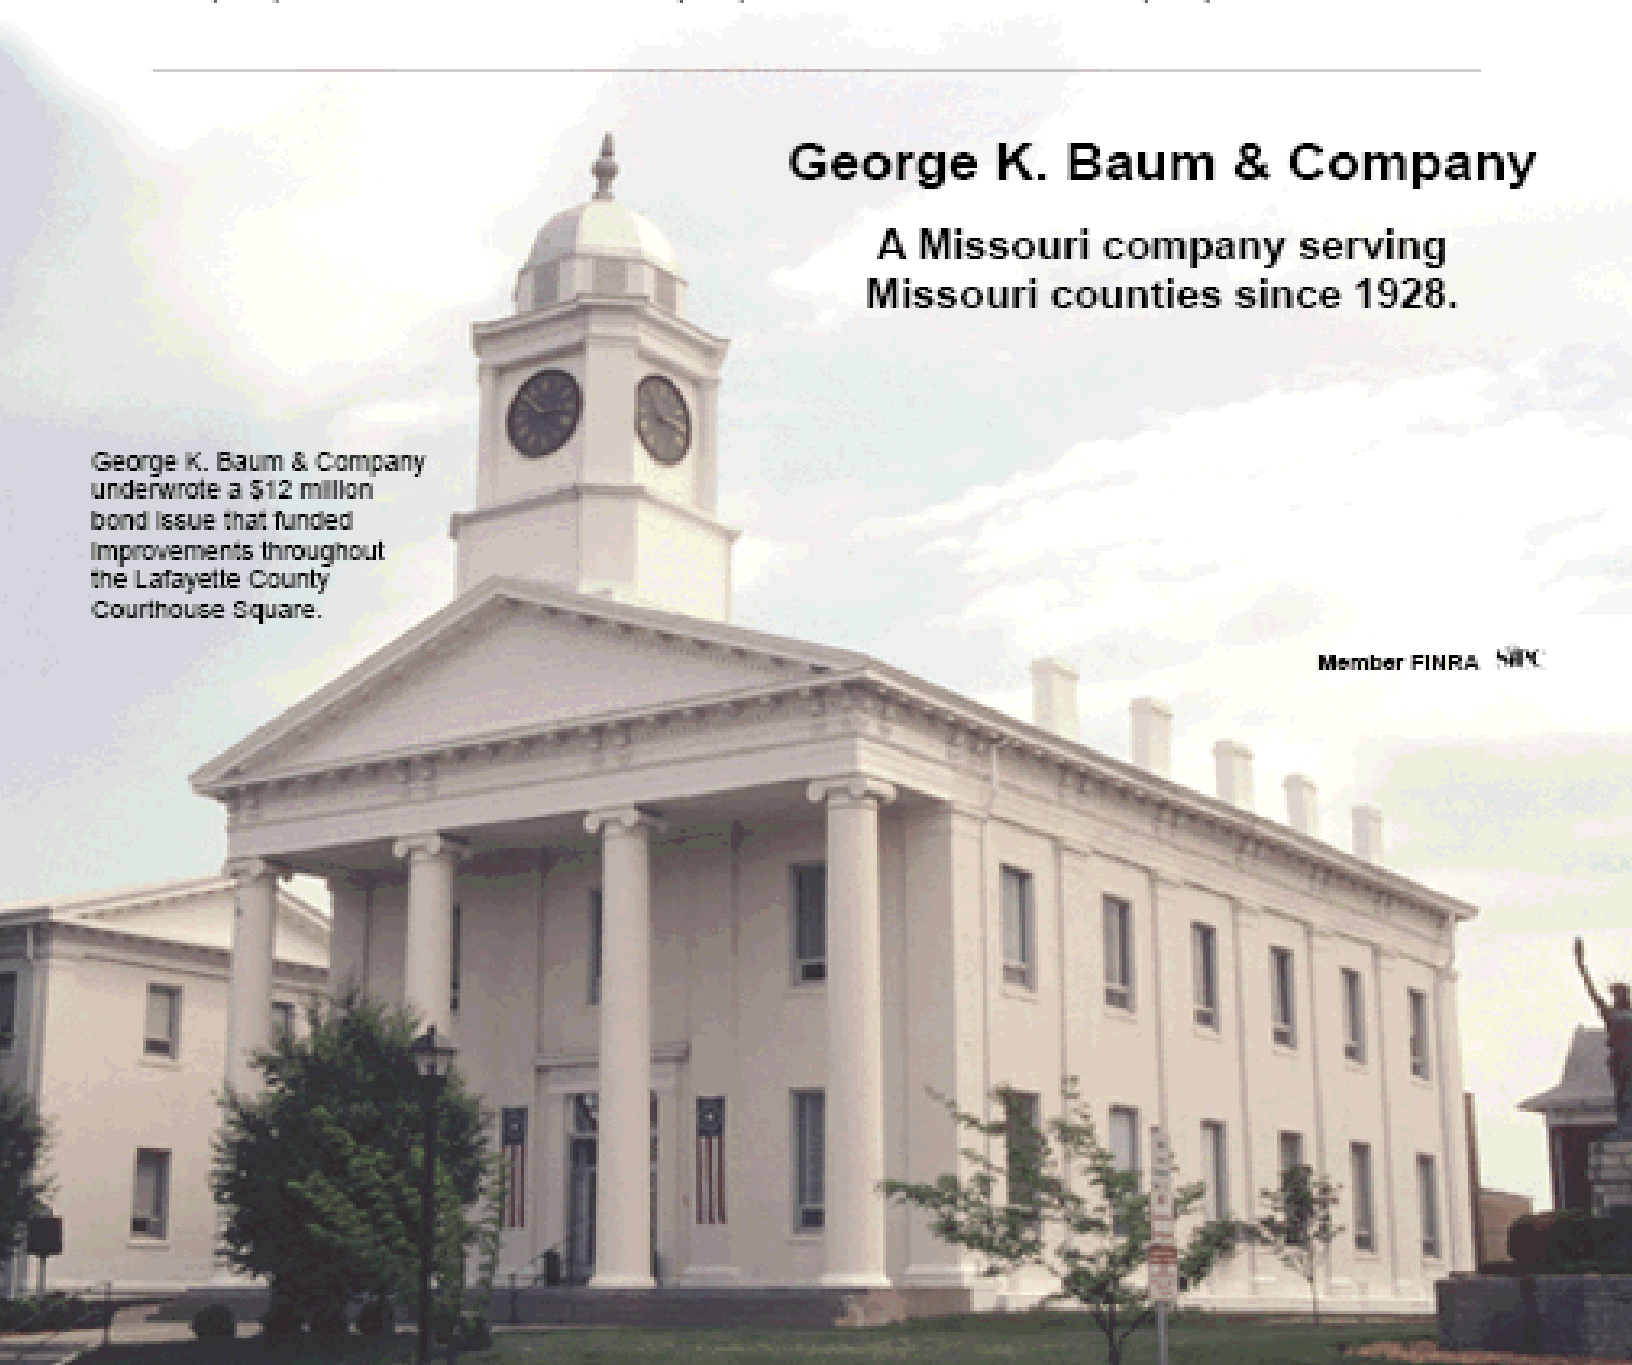 George K. Baum & Company
A Missouri company serving
Missouri counties since 1928.
George K. Baum & Company
underwrote a $12 million
bond issue that funded
improvements throughout
the Lafayette County
Courthouse Square.
Member FINRA SIPC